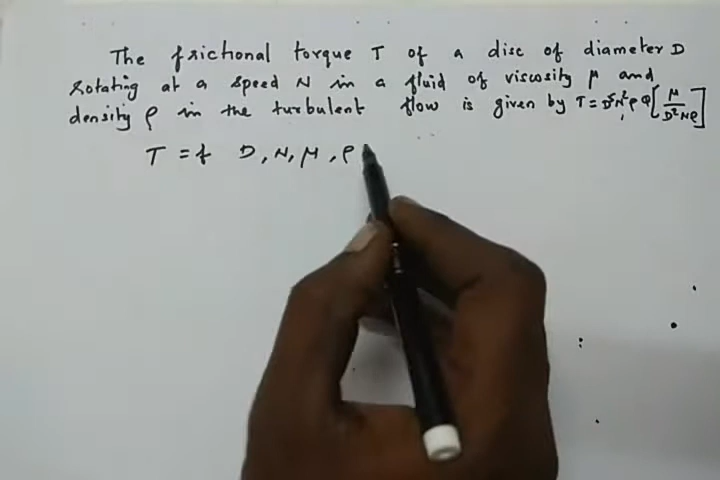 The frictional torque T of a disc of diameter D
rotating at a speed N in a fluid of viscosity μ and
density ρ in the turbulent flow is given by T = D⁵N²ρ φ[μ/D²Nρ]
T = f D, N, μ, ρ